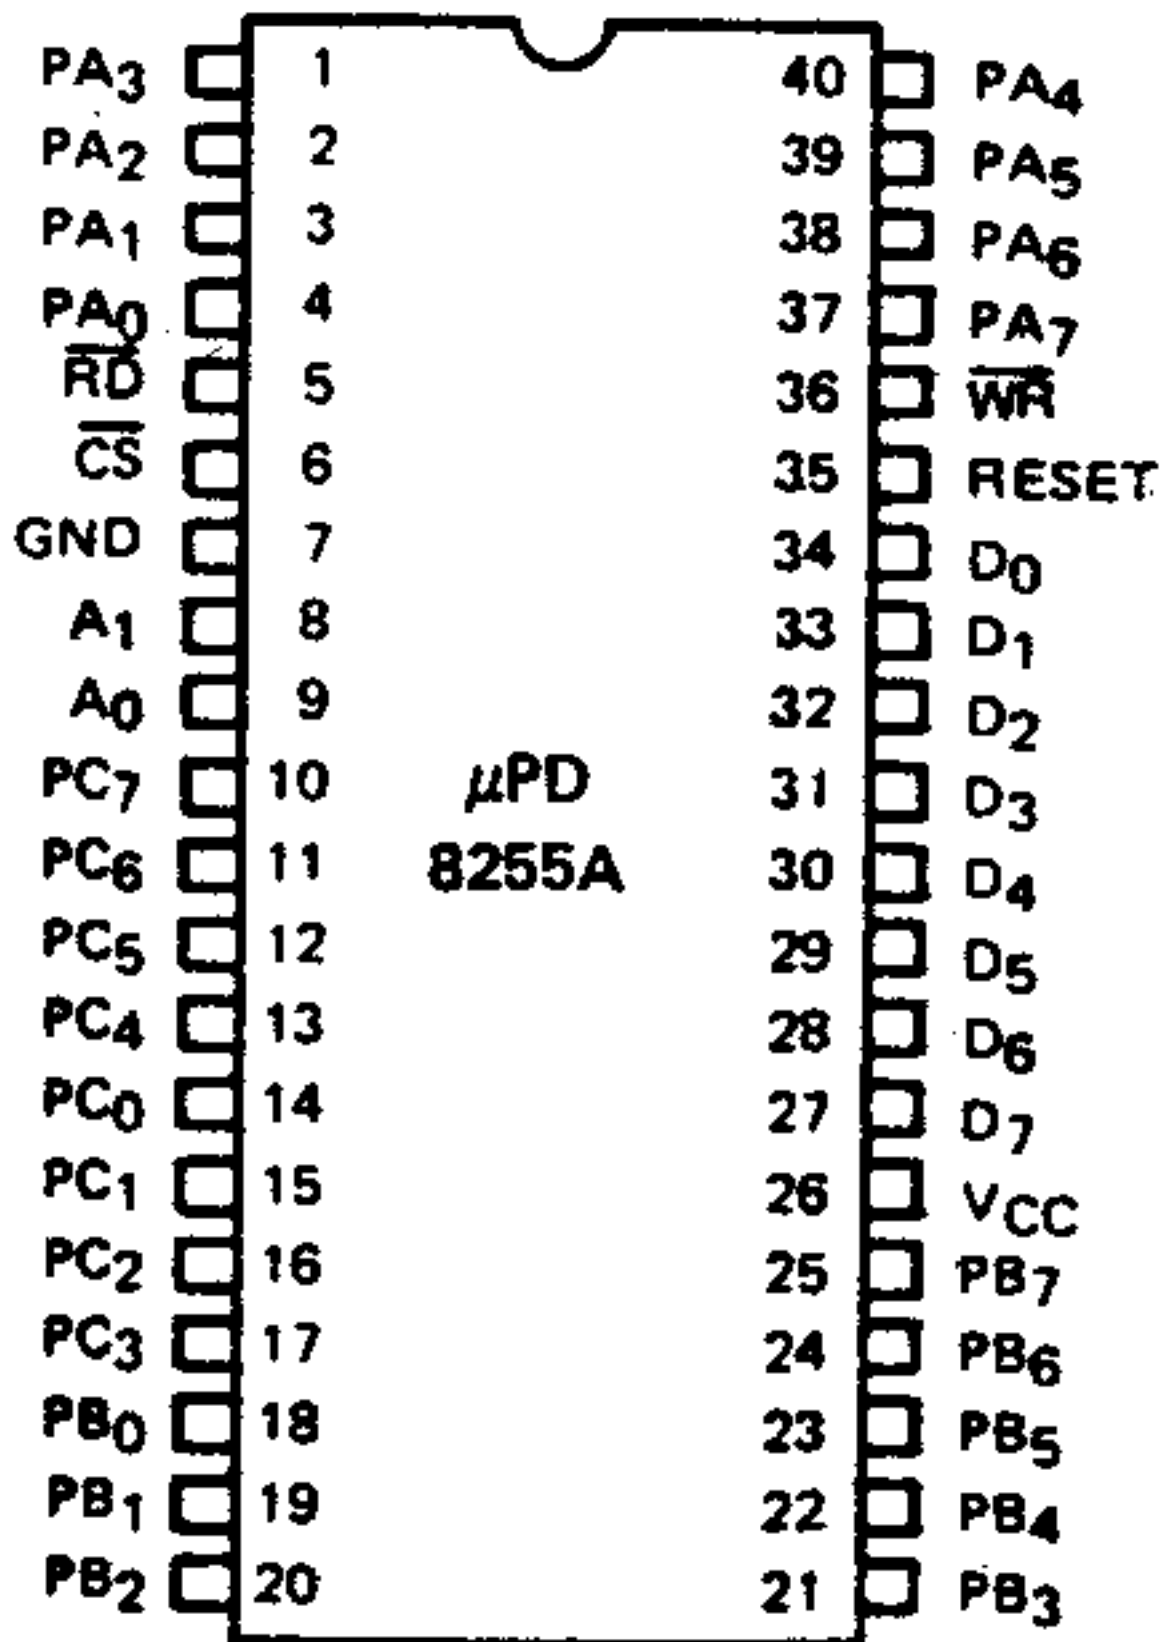 PA3 1 40 PA4
PA2 2 39 PA5
PA1 3 38 PA6
PA0 4 37 PA7
R̅D̅ 5 36 W̅R̅
C̅S̅ 6 35 RESET
GND 7 34 D0
A1 8 33 D1
A0 9 32 D2
PC7 10 μPD 31 D3
PC6 11 8255A 30 D4
PC5 12 29 D5
PC4 13 28 D6
PC0 14 27 D7
PC1 15 26 VCC
PC2 16 25 PB7
PC3 17 24 PB6
PB0 18 23 PB5
PB1 19 22 PB4
PB2 20 21 PB3